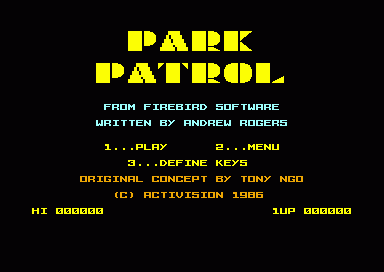 PARK
PATROL
FROM FIREBIRD SOFTWARE
WRITTEN BY ANDREW ROGERS
1...PLAY 2...MENU
3...DEFINE KEYS
ORIGINAL CONCEPT BY TONY NGO
(C) ACTIVISION 1986
HI 000000 1UP 000000